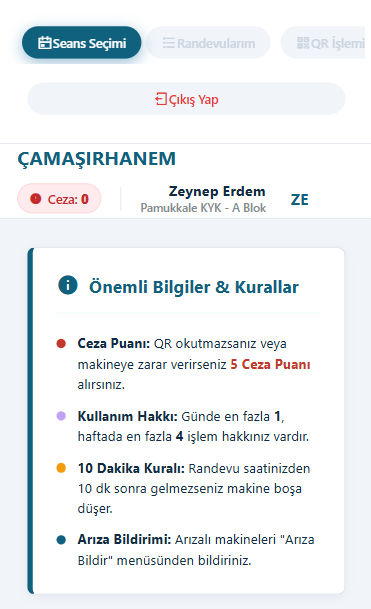 Seans Seçimi
Randevularım
QR İşlemi
Çıkış Yap
ÇAMAŞIRHANEM
Ceza: 0
Zeynep Erdem
Pamukkale KYK - A Blok
ZE
Önemli Bilgiler & Kurallar
Ceza Puanı: QR okutmazsanız veya
makineye zarar verirseniz 5 Ceza Puanı
alırsınız.
Kullanım Hakkı: Günde en fazla 1,
haftada en fazla 4 işlem hakkınız vardır.
10 Dakika Kuralı: Randevu saatinizden
10 dk sonra gelmezseniz makine boşa
düşer.
Arıza Bildirimi: Arızalı makineleri "Arıza
Bildir" menüsünden bildiriniz.